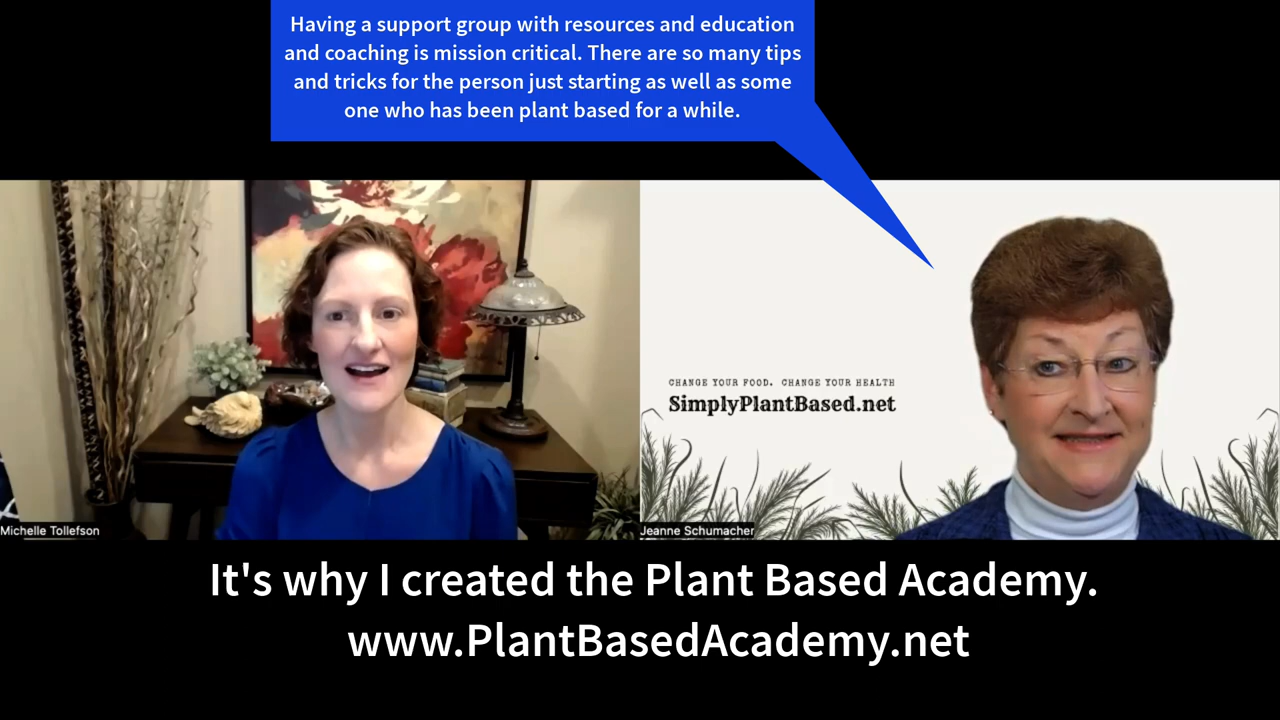 Having a support group with resources and education
and coaching is mission critical. There are so many tips
and tricks for the person just starting as well as some
one who has been plant based for a while.
CHANGE YOUR FOOD. CHANGE YOUR HEALTH
SimplyPlantBased.net
Michelle Tollefson
Jeanne Schumacher
It's why I created the Plant Based Academy.
www.PlantBasedAcademy.net